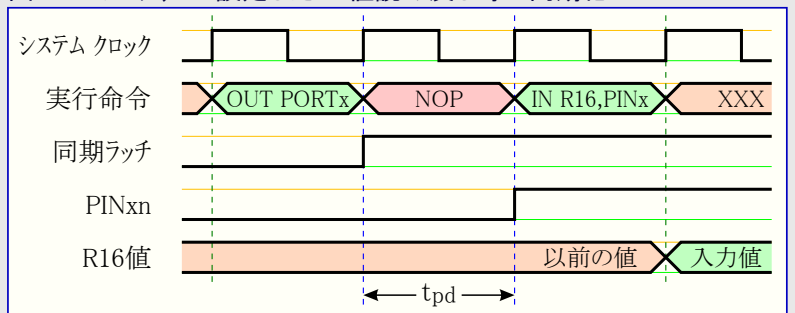 システム クロック
実行命令 OUT PORTx NOP IN R16,PINx XXX
同期ラッチ
PINxn
R16値 以前の値 入力値
tpd